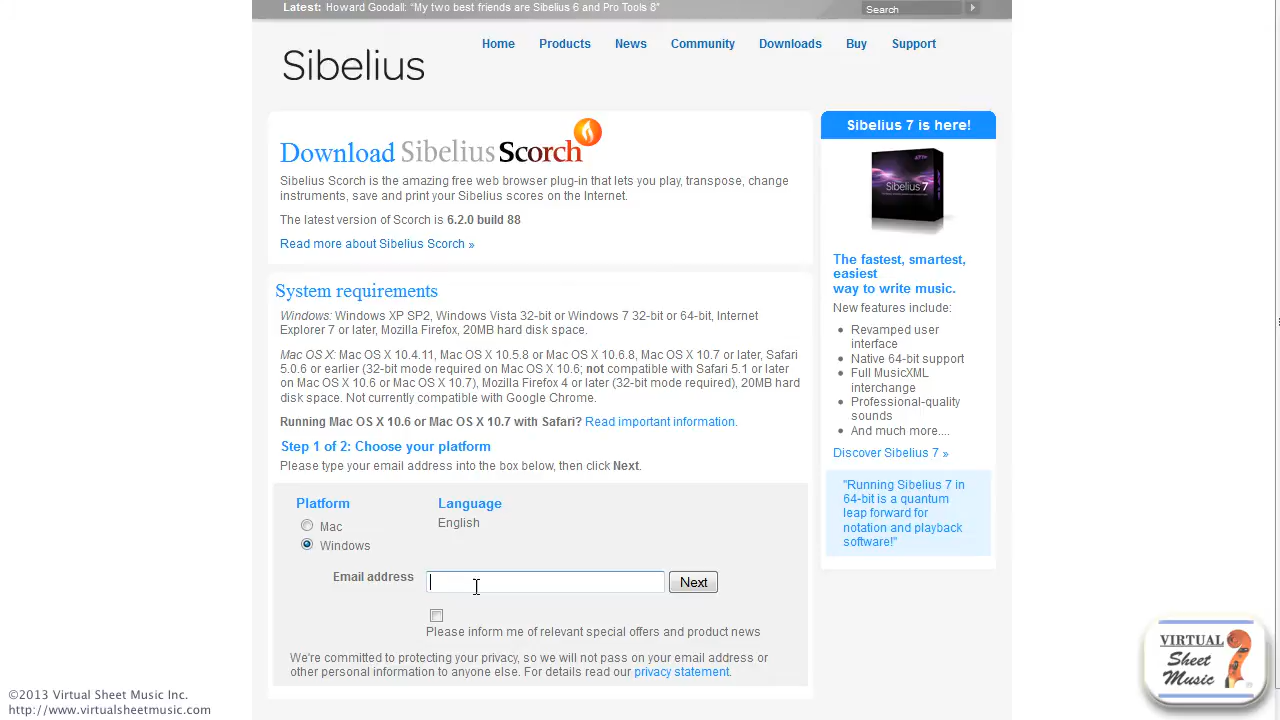 Latest: Howard Goodall: "My two best friends are Sibelius 6 and Pro Tools 8"
Search
Sibelius
Home Products News Community Downloads Buy Support
Download Sibelius Scorch
Sibelius Scorch is the amazing free web browser plug-in that lets you play, transpose, change
instruments, save and print your Sibelius scores on the Internet.
The latest version of Scorch is 6.2.0 build 88
Read more about Sibelius Scorch »
System requirements
Windows: Windows XP SP2, Windows Vista 32-bit or Windows 7 32-bit or 64-bit, Internet
Explorer 7 or later, Mozilla Firefox, 20MB hard disk space.
Mac OS X: Mac OS X 10.4.11, Mac OS X 10.5.8 or Mac OS X 10.6.8, Mac OS X 10.7 or later, Safari
5.0.6 or earlier (32-bit mode required on Mac OS X 10.6; not compatible with Safari 5.1 or later
on Mac OS X 10.6 or Mac OS X 10.7), Mozilla Firefox 4 or later (32-bit mode required), 20MB hard
disk space. Not currently compatible with Google Chrome.
Running Mac OS X 10.6 or Mac OS X 10.7 with Safari? Read important information.
Step 1 of 2: Choose your platform
Please type your email address into the box below, then click Next.
Platform Language
Mac English
Windows
Email address Next
Please inform me of relevant special offers and product news
We're committed to protecting your privacy, so we will not pass on your email address or
other personal information to anyone else. For details read our privacy statement.
Sibelius 7 is here!
Sibelius 7
The fastest, smartest,
easiest
way to write music.
New features include:
Revamped user
interface
Native 64-bit support
Full MusicXML
interchange
Professional-quality
sounds
And much more....
Discover Sibelius 7 »
"Running Sibelius 7 in
64-bit is a quantum
leap forward for
notation and playback
software!"
©2013 Virtual Sheet Music Inc.
http://www.virtualsheetmusic.com
VIRTUAL
Sheet
Music